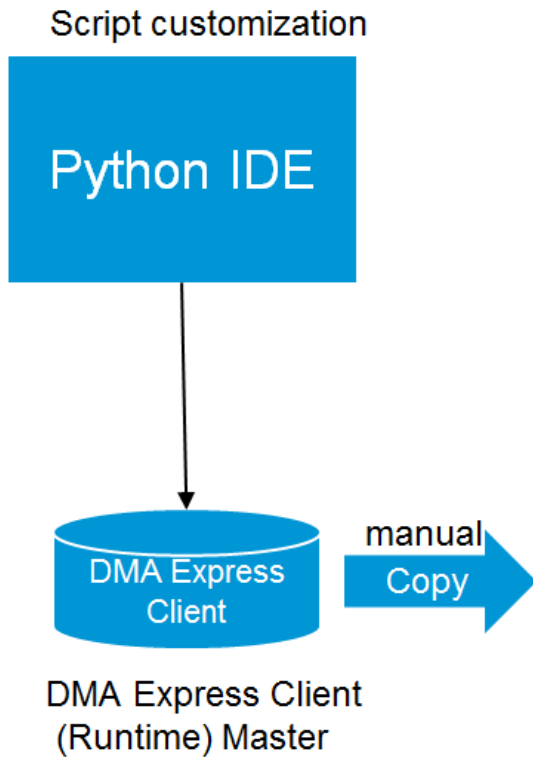 Script customization
Python IDE
DMA Express
Client
manual
Copy
DMA Express Client
(Runtime) Master